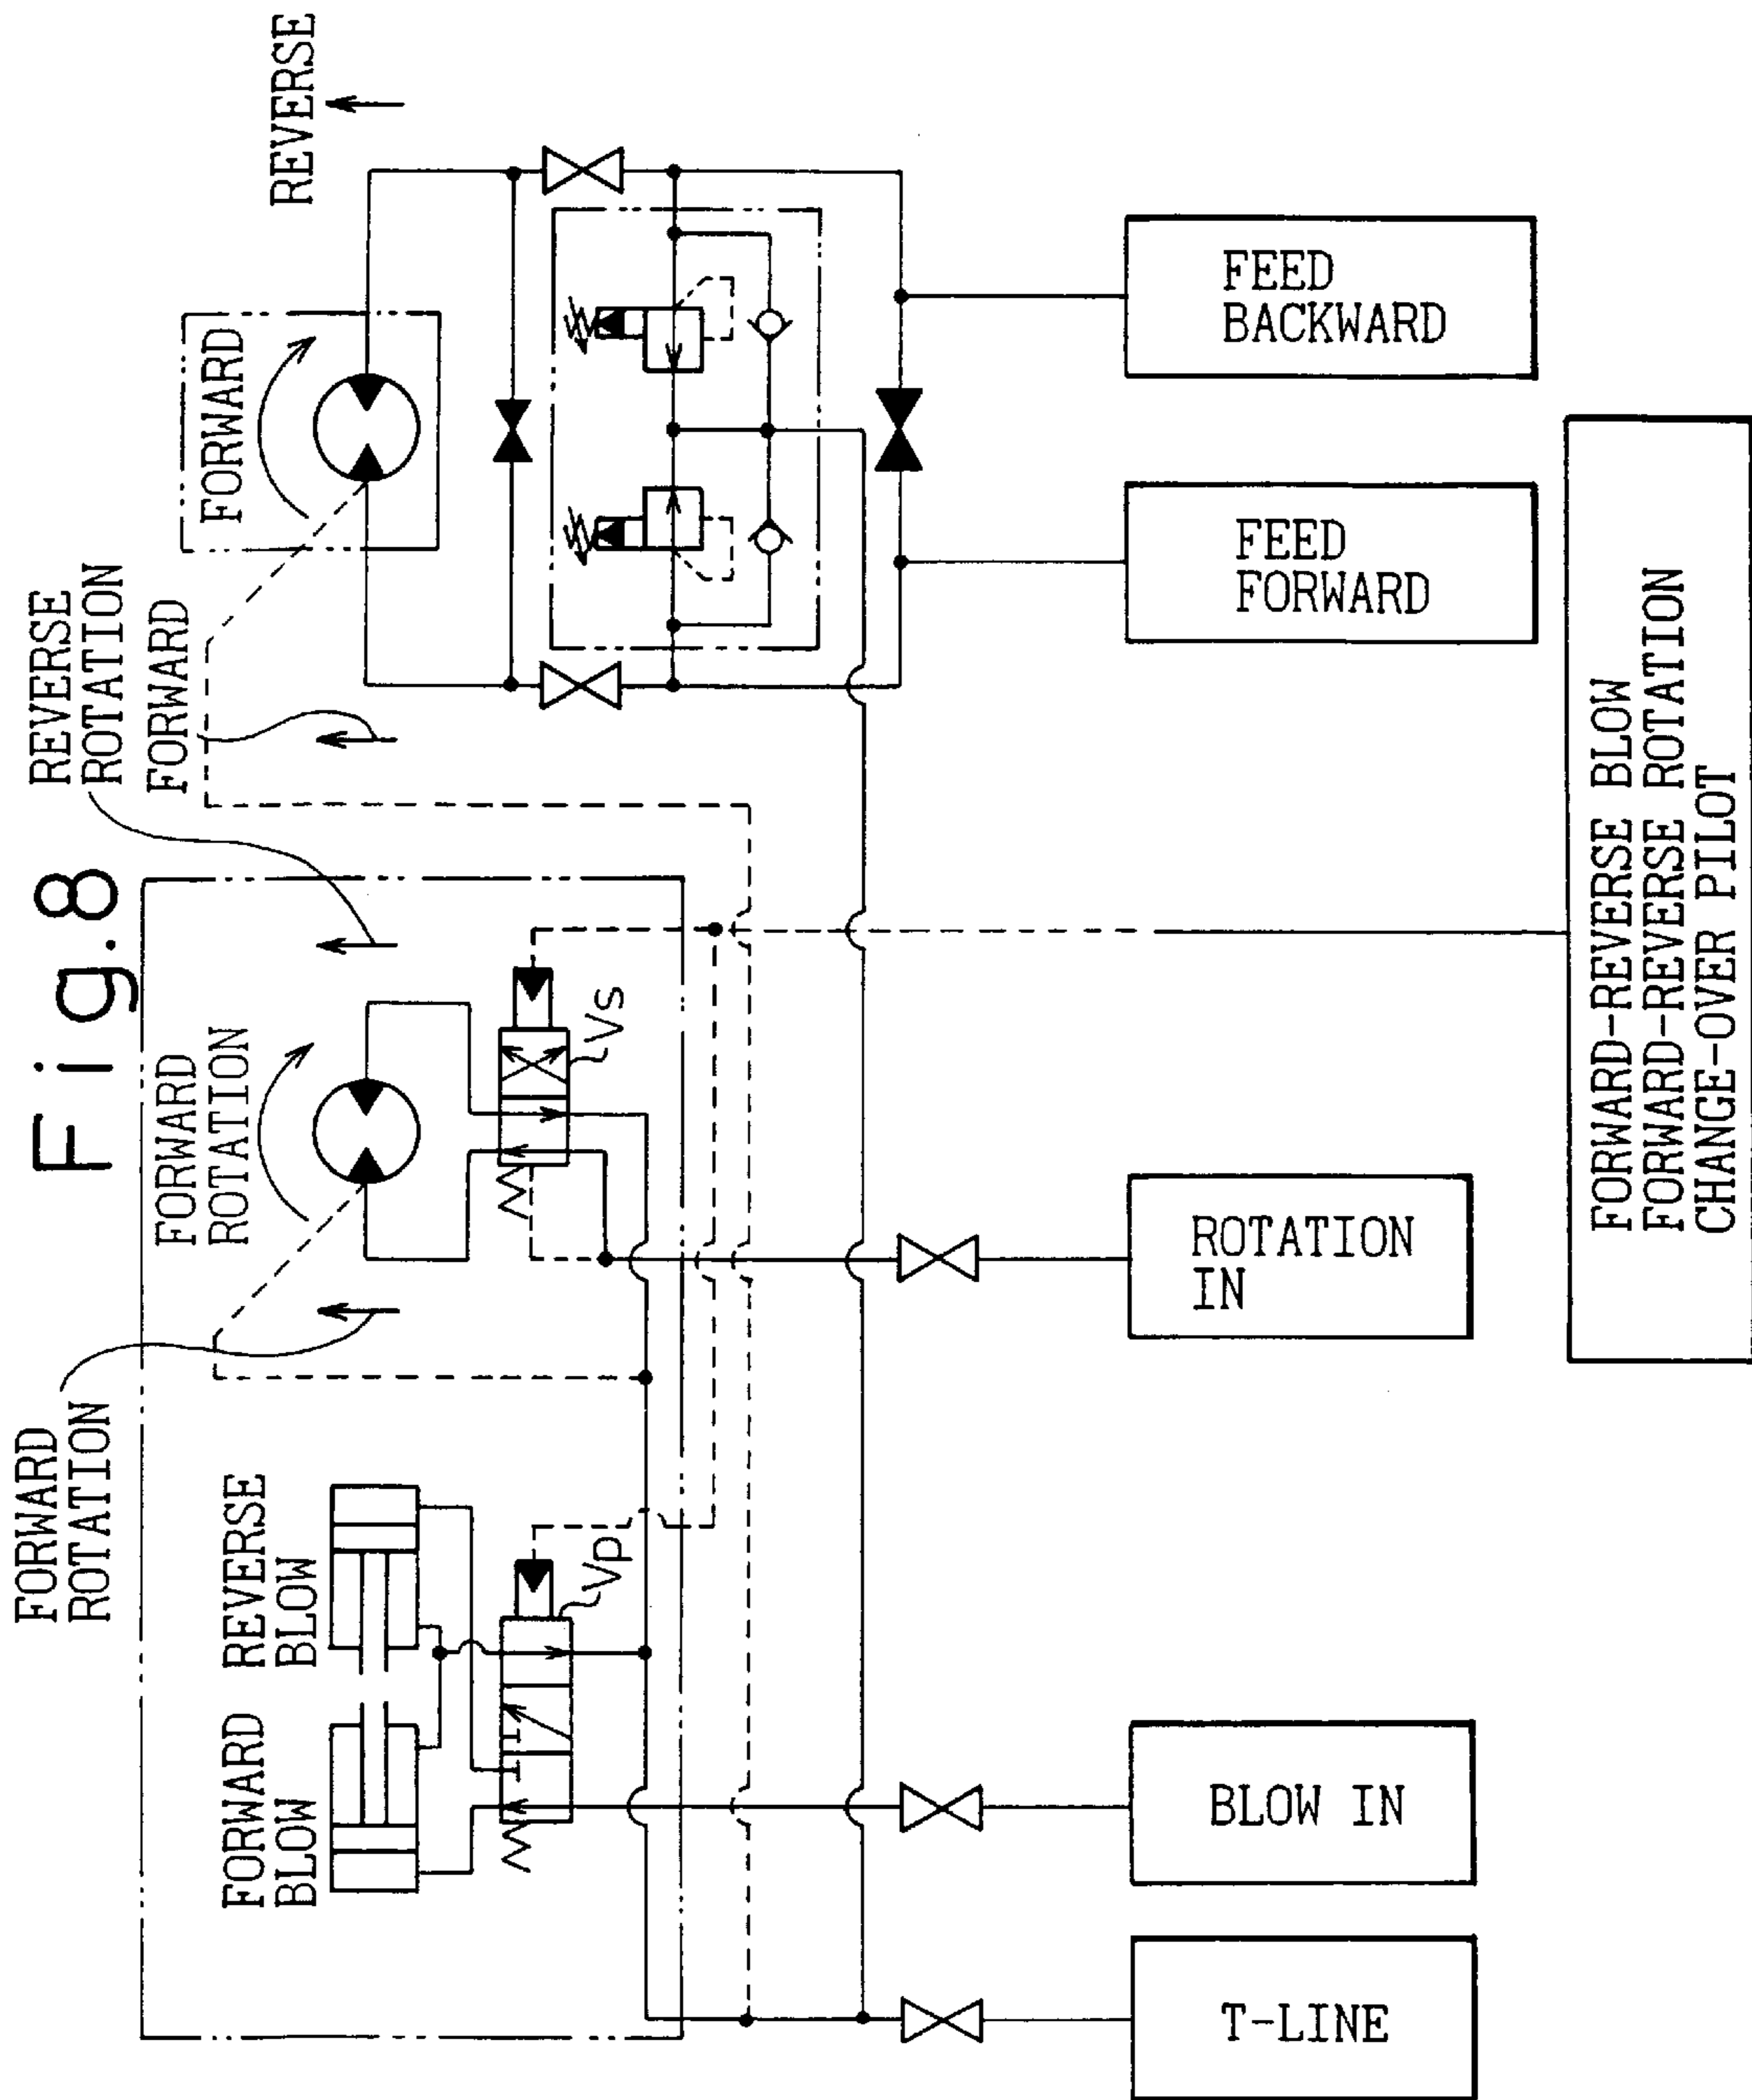 Fig.8
FORWARD
ROTATION
REVERSE
ROTATION
FORWARD
REVERSE
FORWARD
BLOW
REVERSE
BLOW
FORWARD
ROTATION
FORWARD
Vp
Vs
T-LINE
BLOW IN
ROTATION
IN
FEED
FORWARD
FEED
BACKWARD
FORWARD-REVERSE BLOW
FORWARD-REVERSE ROTATION
CHANGE-OVER PILOT